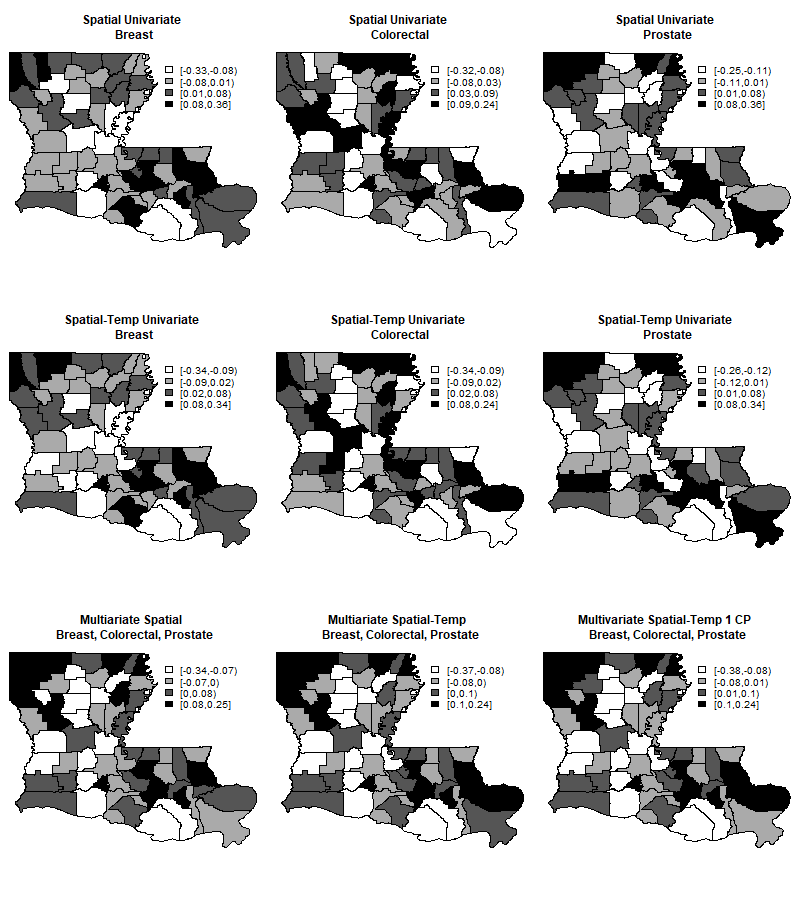 Spatial Univariate
Breast
[-0.33,-0.08)
[-0.08,0.01)
[0.01,0.08)
[0.08,0.36]
Spatial Univariate
Colorectal
[-0.32,-0.08)
[-0.08,0.03)
[0.03,0.09)
[0.09,0.24]
Spatial Univariate
Prostate
[-0.25,-0.11)
[-0.11,0.01)
[0.01,0.08)
[0.08,0.36]
Spatial-Temp Univariate
Breast
[-0.34,-0.09)
[-0.09,0.02)
[0.02,0.08)
[0.08,0.34]
Spatial-Temp Univariate
Colorectal
[-0.34,-0.09)
[-0.09,0.02)
[0.02,0.08)
[0.08,0.24]
Spatial-Temp Univariate
Prostate
[-0.26,-0.12)
[-0.12,0.01)
[0.01,0.08)
[0.08,0.34]
Multiariate Spatial
Breast, Colorectal, Prostate
[-0.34,-0.07)
[-0.07,0)
[0,0.08)
[0.08,0.25]
Multiariate Spatial-Temp
Breast, Colorectal, Prostate
[-0.37,-0.08)
[-0.08,0)
[0,0.1)
[0.1,0.24]
Multivariate Spatial-Temp 1 CP
Breast, Colorectal, Prostate
[-0.38,-0.08)
[-0.08,0.01)
[0.01,0.1)
[0.1,0.24]